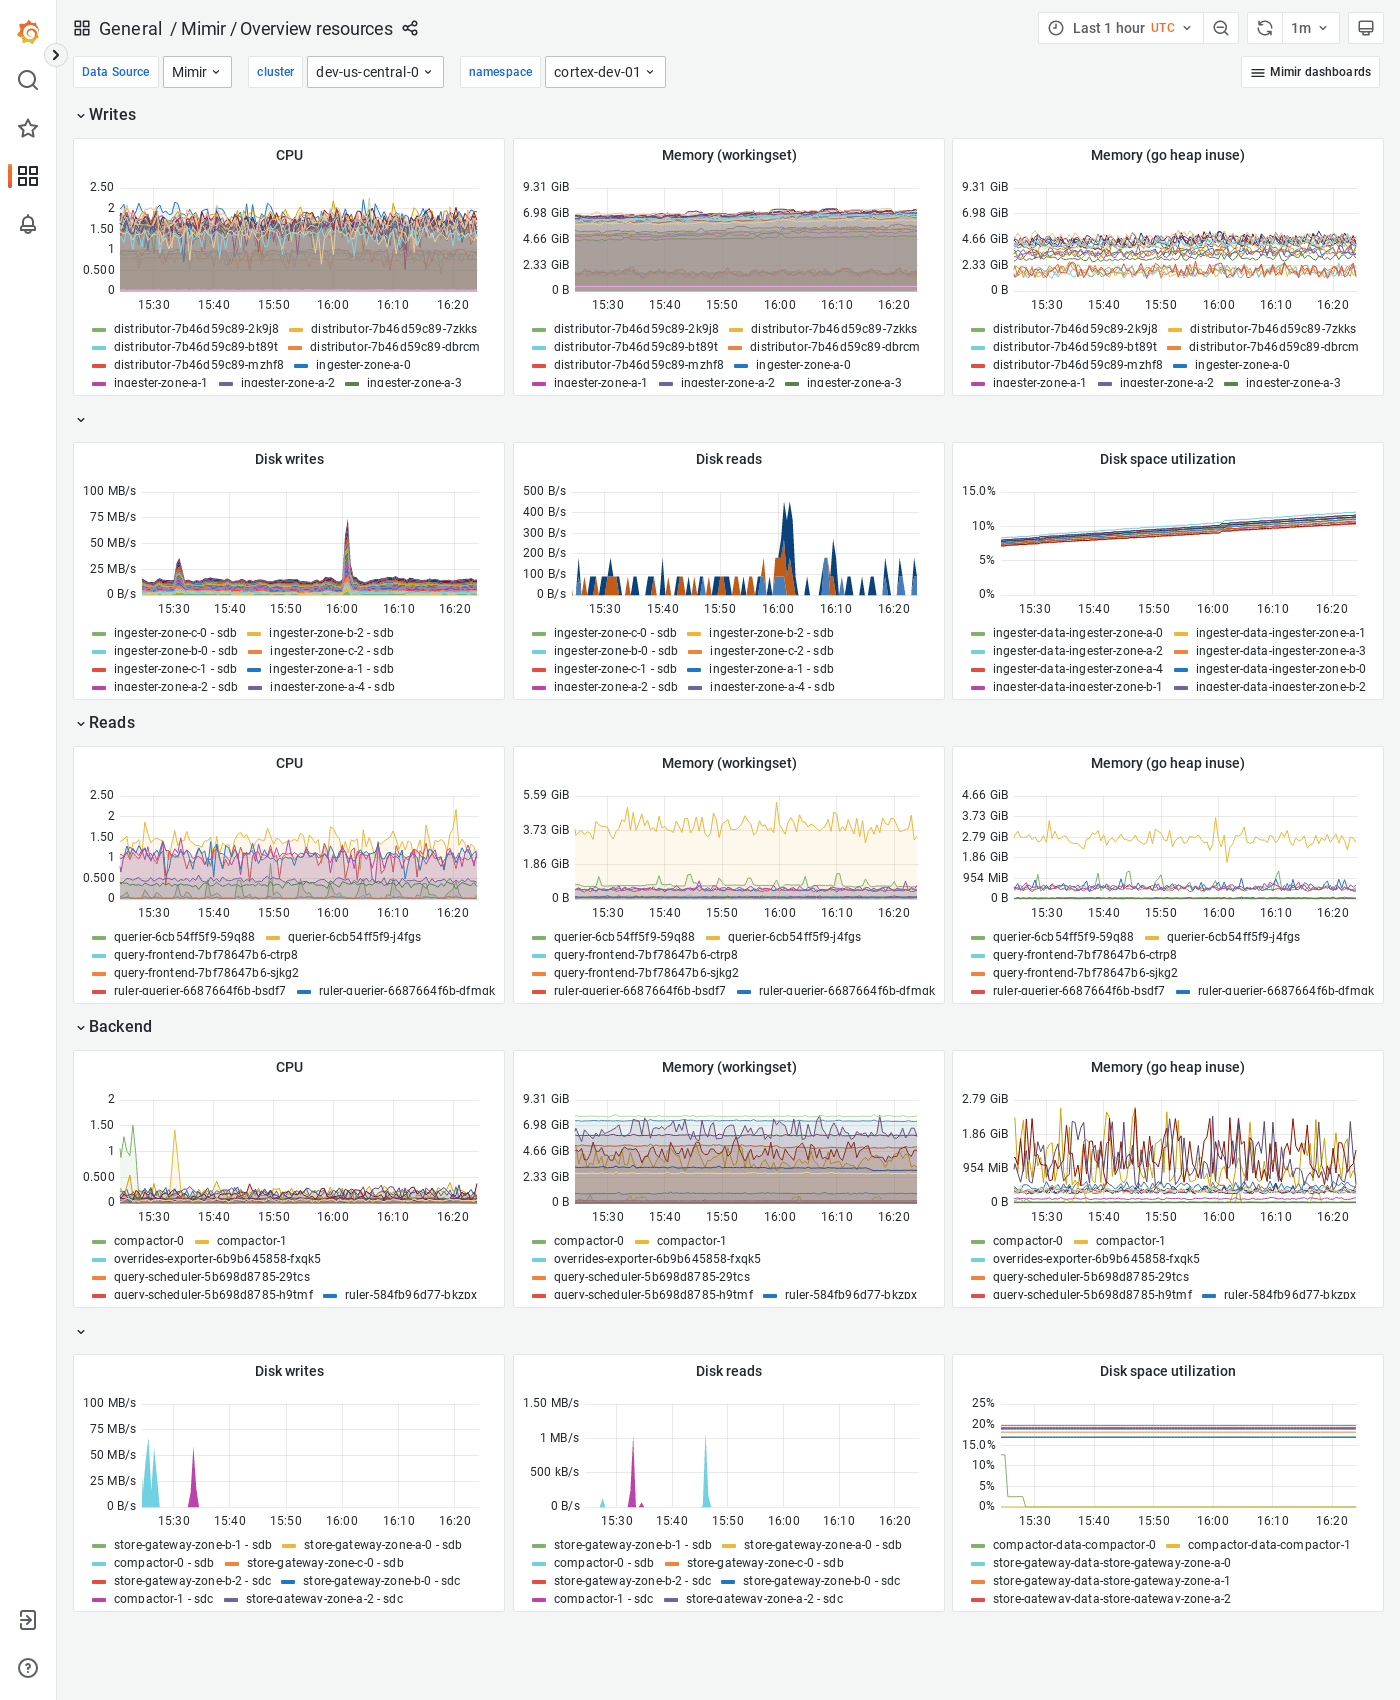 General / Mimir / Overview resources
Last 1 hour UTC
1m
Data Source Mimir cluster dev-us-central-0 namespace cortex-dev-01
Mimir dashboards
Writes
CPU
2.50
2
1.50
1
0.500
0
15:30 15:40 15:50 16:00 16:10 16:20
distributor-7b46d59c89-2k9j8 distributor-7b46d59c89-7zkks
distributor-7b46d59c89-bt89t distributor-7b46d59c89-dbrcm
distributor-7b46d59c89-mzhf8 ingester-zone-a-0
ingester-zone-a-1 ingester-zone-a-2 ingester-zone-a-3
Memory (workingset)
9.31 GiB
6.98 GiB
4.66 GiB
2.33 GiB
0 B
15:30 15:40 15:50 16:00 16:10 16:20
distributor-7b46d59c89-2k9j8 distributor-7b46d59c89-7zkks
distributor-7b46d59c89-bt89t distributor-7b46d59c89-dbrcm
distributor-7b46d59c89-mzhf8 ingester-zone-a-0
ingester-zone-a-1 ingester-zone-a-2 ingester-zone-a-3
Memory (go heap inuse)
9.31 GiB
6.98 GiB
4.66 GiB
2.33 GiB
0 B
15:30 15:40 15:50 16:00 16:10 16:20
distributor-7b46d59c89-2k9j8 distributor-7b46d59c89-7zkks
distributor-7b46d59c89-bt89t distributor-7b46d59c89-dbrcm
distributor-7b46d59c89-mzhf8 ingester-zone-a-0
ingester-zone-a-1 ingester-zone-a-2 ingester-zone-a-3
Disk writes
100 MB/s
75 MB/s
50 MB/s
25 MB/s
0 B/s
15:30 15:40 15:50 16:00 16:10 16:20
ingester-zone-c-0 - sdb ingester-zone-b-2 - sdb
ingester-zone-b-0 - sdb ingester-zone-c-2 - sdb
ingester-zone-c-1 - sdb ingester-zone-a-1 - sdb
ingester-zone-a-2 - sdb ingester-zone-a-4 - sdb
Disk reads
500 B/s
400 B/s
300 B/s
200 B/s
100 B/s
0 B/s
15:30 15:40 15:50 16:00 16:10 16:20
ingester-zone-c-0 - sdb ingester-zone-b-2 - sdb
ingester-zone-b-0 - sdb ingester-zone-c-2 - sdb
ingester-zone-c-1 - sdb ingester-zone-a-1 - sdb
ingester-zone-a-2 - sdb ingester-zone-a-4 - sdb
Disk space utilization
15.0%
10%
5%
0%
15:30 15:40 15:50 16:00 16:10 16:20
ingester-data-ingester-zone-a-0 ingester-data-ingester-zone-a-1
ingester-data-ingester-zone-a-2 ingester-data-ingester-zone-a-3
ingester-data-ingester-zone-a-4 ingester-data-ingester-zone-b-0
ingester-data-ingester-zone-b-1 ingester-data-ingester-zone-b-2
Reads
CPU
2.50
2
1.50
1
0.500
0
15:30 15:40 15:50 16:00 16:10 16:20
querier-6cb54ff5f9-59q88 querier-6cb54ff5f9-j4fgs
query-frontend-7bf78647b6-ctrp8
query-frontend-7bf78647b6-sjkg2
ruler-querier-6687664f6b-bsdf7 ruler-querier-6687664f6b-dfmqk
Memory (workingset)
5.59 GiB
3.73 GiB
1.86 GiB
0 B
15:30 15:40 15:50 16:00 16:10 16:20
querier-6cb54ff5f9-59q88 querier-6cb54ff5f9-j4fgs
query-frontend-7bf78647b6-ctrp8
query-frontend-7bf78647b6-sjkg2
ruler-querier-6687664f6b-bsdf7 ruler-querier-6687664f6b-dfmqk
Memory (go heap inuse)
4.66 GiB
3.73 GiB
2.79 GiB
1.86 GiB
954 MiB
0 B
15:30 15:40 15:50 16:00 16:10 16:20
querier-6cb54ff5f9-59q88 querier-6cb54ff5f9-j4fgs
query-frontend-7bf78647b6-ctrp8
query-frontend-7bf78647b6-sjkg2
ruler-querier-6687664f6b-bsdf7 ruler-querier-6687664f6b-dfmqk
Backend
CPU
2
1.50
1
0.500
0
15:30 15:40 15:50 16:00 16:10 16:20
compactor-0 compactor-1
overrides-exporter-6b9b645858-fxqk5
query-scheduler-5b698d8785-29tcs
query-scheduler-5b698d8785-h9tmf ruler-584fb96d77-bkzpx
Memory (workingset)
9.31 GiB
6.98 GiB
4.66 GiB
2.33 GiB
0 B
15:30 15:40 15:50 16:00 16:10 16:20
compactor-0 compactor-1
overrides-exporter-6b9b645858-fxqk5
query-scheduler-5b698d8785-29tcs
query-scheduler-5b698d8785-h9tmf ruler-584fb96d77-bkzpx
Memory (go heap inuse)
2.79 GiB
1.86 GiB
954 MiB
0 B
15:30 15:40 15:50 16:00 16:10 16:20
compactor-0 compactor-1
overrides-exporter-6b9b645858-fxqk5
query-scheduler-5b698d8785-29tcs
query-scheduler-5b698d8785-h9tmf ruler-584fb96d77-bkzpx
Disk writes
100 MB/s
75 MB/s
50 MB/s
25 MB/s
0 B/s
15:30 15:40 15:50 16:00 16:10 16:20
store-gateway-zone-b-1 - sdb store-gateway-zone-a-0 - sdb
compactor-0 - sdb store-gateway-zone-c-0 - sdb
store-gateway-zone-b-2 - sdc store-gateway-zone-b-0 - sdc
compactor-1 - sdc store-gateway-zone-a-2 - sdc
Disk reads
1.50 MB/s
1 MB/s
500 kB/s
0 B/s
15:30 15:40 15:50 16:00 16:10 16:20
store-gateway-zone-b-1 - sdb store-gateway-zone-a-0 - sdb
compactor-0 - sdb store-gateway-zone-c-0 - sdb
store-gateway-zone-b-2 - sdc store-gateway-zone-b-0 - sdc
compactor-1 - sdc store-gateway-zone-a-2 - sdc
Disk space utilization
25%
20%
15.0%
10%
5%
0%
15:30 15:40 15:50 16:00 16:10 16:20
compactor-data-compactor-0 compactor-data-compactor-1
store-gateway-data-store-gateway-zone-a-0
store-gateway-data-store-gateway-zone-a-1
store-gateway-data-store-gateway-zone-a-2